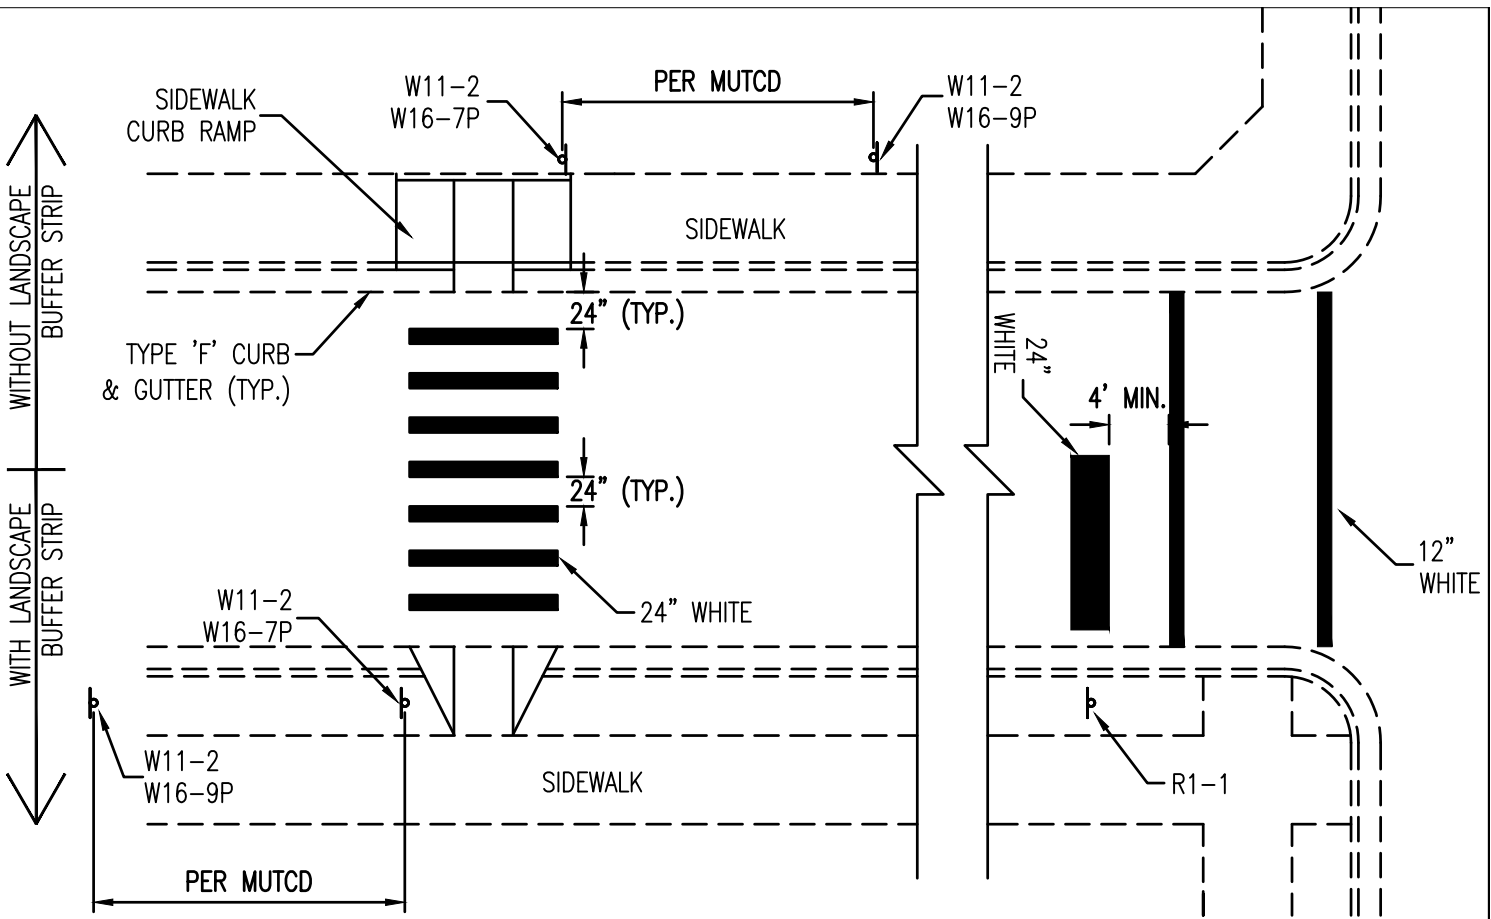 W11-2
W16-7P
PER MUTCD
W11-2
W16-9P
SIDEWALK
CURB RAMP
WITHOUT LANDSCAPE
BUFFER STRIP
SIDEWALK
24" (TYP.)
TYPE 'F' CURB
& GUTTER (TYP.)
24"
WHITE
4' MIN.
24" (TYP.)
WITH LANDSCAPE
BUFFER STRIP
12"
WHITE
24" WHITE
W11-2
W16-7P
W11-2
W16-9P
SIDEWALK
R1-1
PER MUTCD